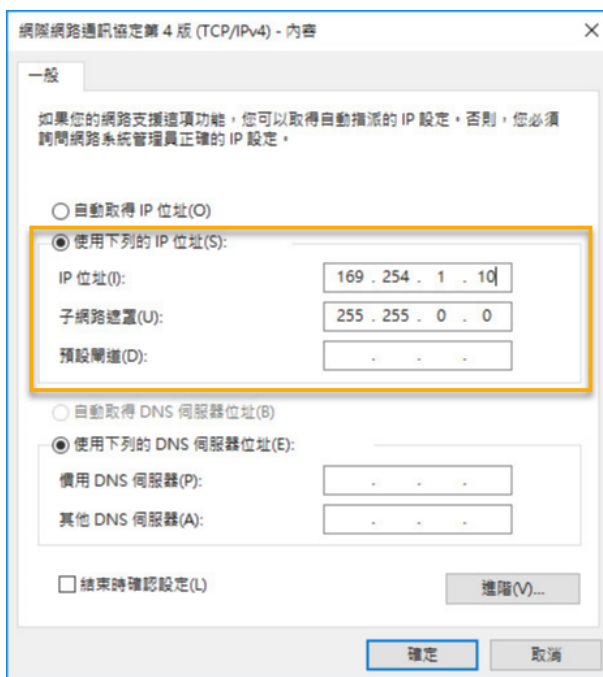 網際網路通訊協定第 4 版 (TCP/IPv4) - 內容
一般
如果您的網路支援這項功能，您可以取得自動指派的 IP 設定。否則，您必須
詢問網路系統管理員正確的 IP 設定。
自動取得 IP 位址(O)
使用下列的 IP 位址(S):
IP 位址(I): 169 . 254 . 1 . 10
子網路遮罩(U): 255 . 255 . 0 . 0
預設閘道(D): . . .
自動取得 DNS 伺服器位址(B)
使用下列的 DNS 伺服器位址(E):
慣用 DNS 伺服器(P): . . .
其他 DNS 伺服器(A): . . .
結束時確認設定(L)
進階(V)...
確定 取消